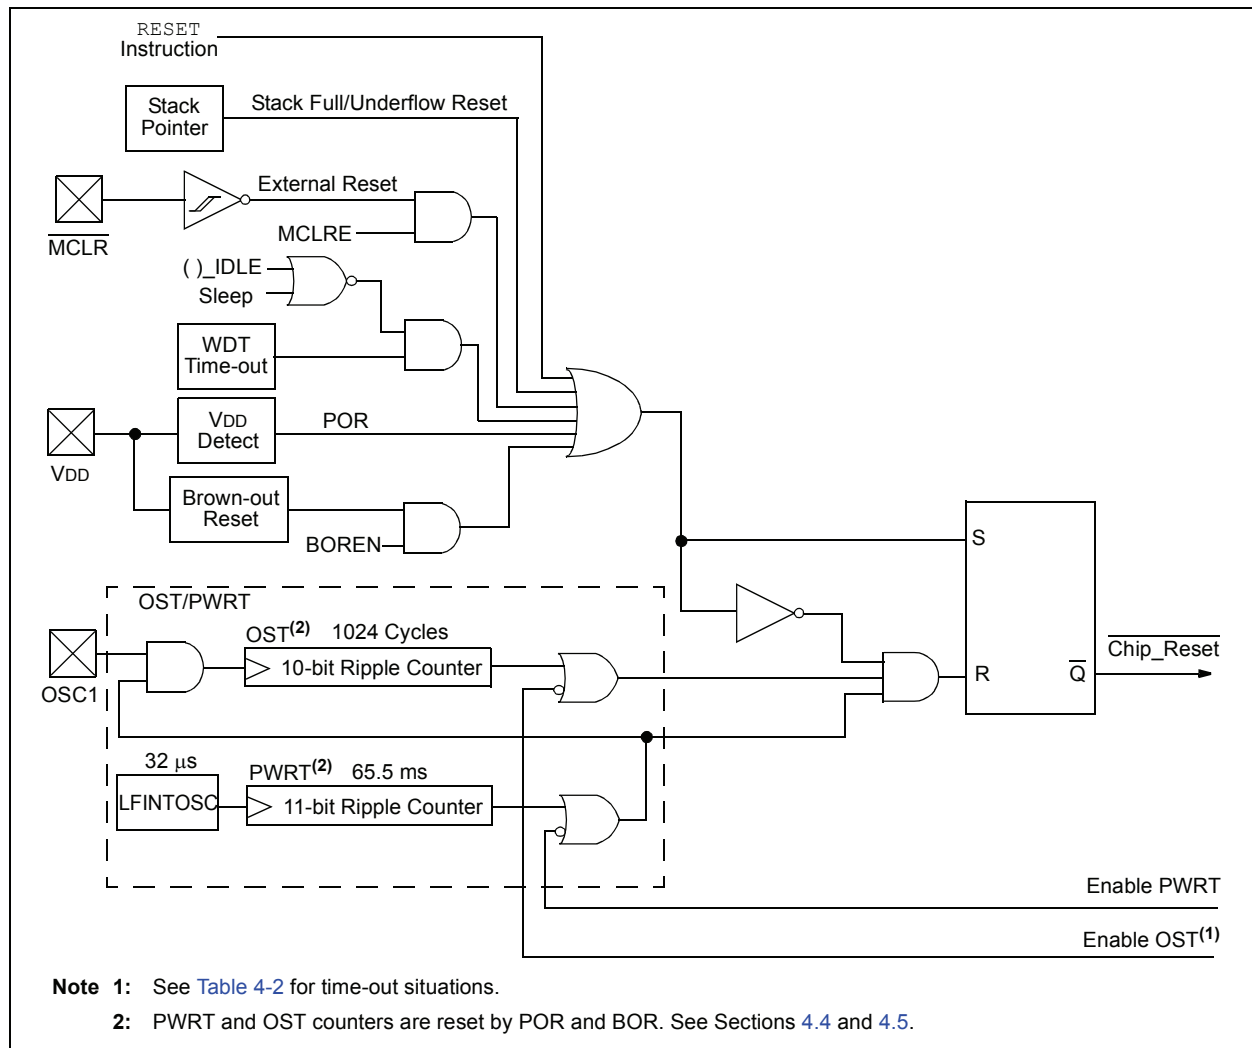 RESET
Instruction
Stack
Pointer
Stack Full/Underflow Reset
External Reset
MCLR
MCLRE
( )_IDLE
Sleep
WDT
Time-out
VDD
Detect
POR
VDD
Brown-out
Reset
BOREN
S
OST/PWRT
OST(2) 1024 Cycles
10-bit Ripple Counter
OSC1
Chip_Reset
R
Q
32 μs
PWRT(2) 65.5 ms
LFINTOSC
11-bit Ripple Counter
Enable PWRT
Enable OST(1)
Note 1: See Table 4-2 for time-out situations.
2: PWRT and OST counters are reset by POR and BOR. See Sections 4.4 and 4.5.